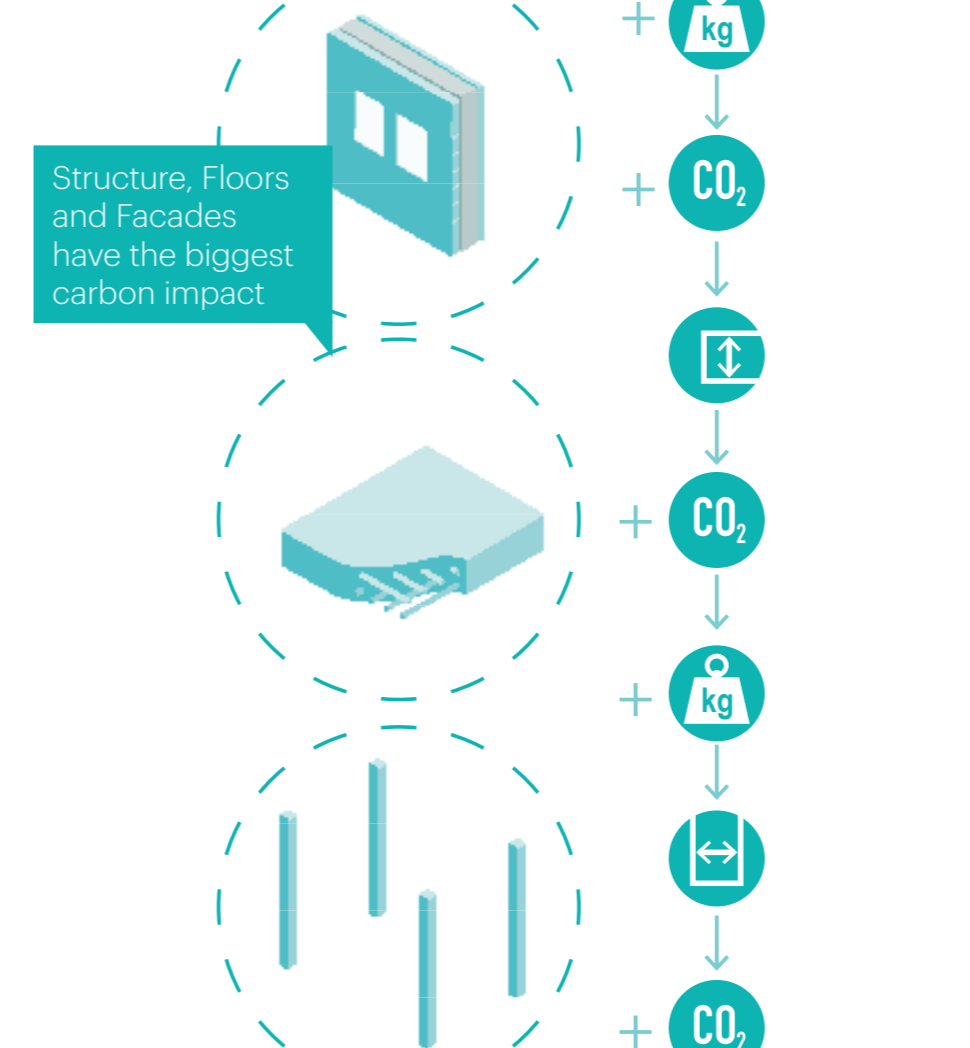 kg
Structure, Floors
and Facades
have the biggest
carbon impact
+
CO₂
+
CO₂
+
kg
+
CO₂
+